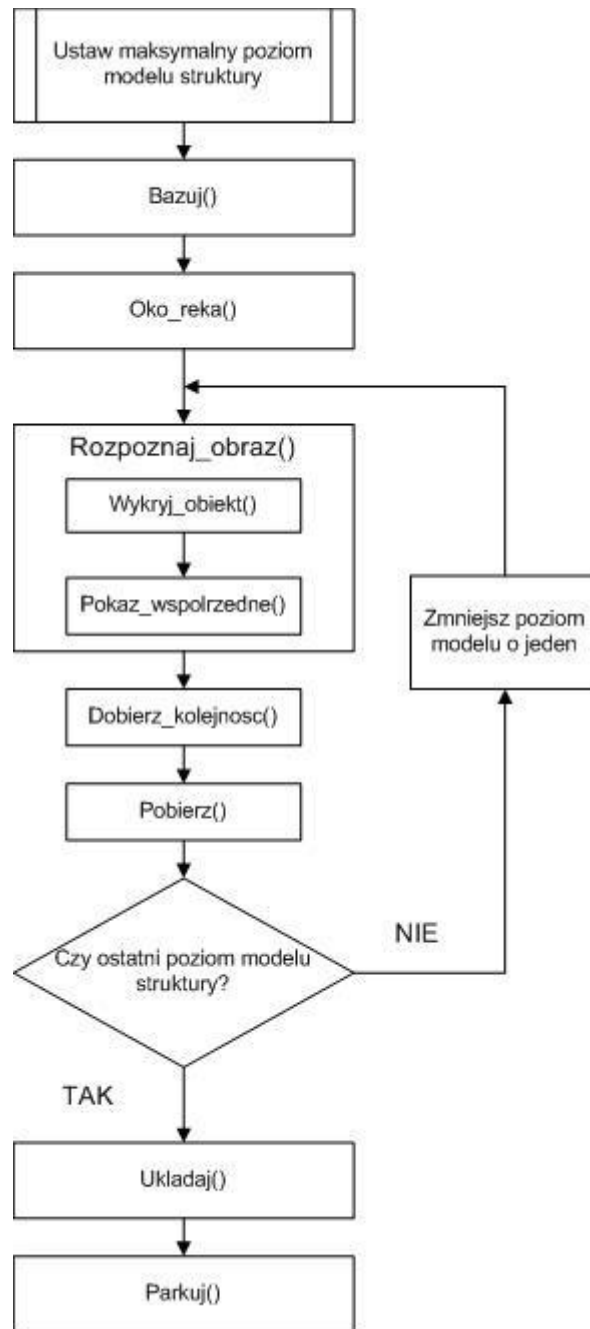 Ustaw maksymalny poziom
modelu struktury
Bazuj()
Oko_reka()
Rozpoznaj_obraz()
Wykryj_obiekt()
Pokaz_wspolrzedne()
Zmniejsz poziom
modelu o jeden
Dobierz_kolejnosc()
Pobierz()
Czy ostatni poziom modelu
struktury?
NIE
TAK
Ukladaj()
Parkuj()